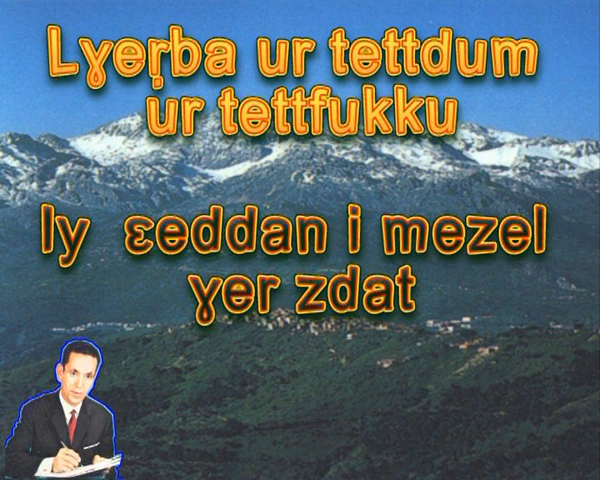 Lɣeṛba ur tettdum
ur tettfukku
Iy ɛeddan i mezel
ɣer zdat